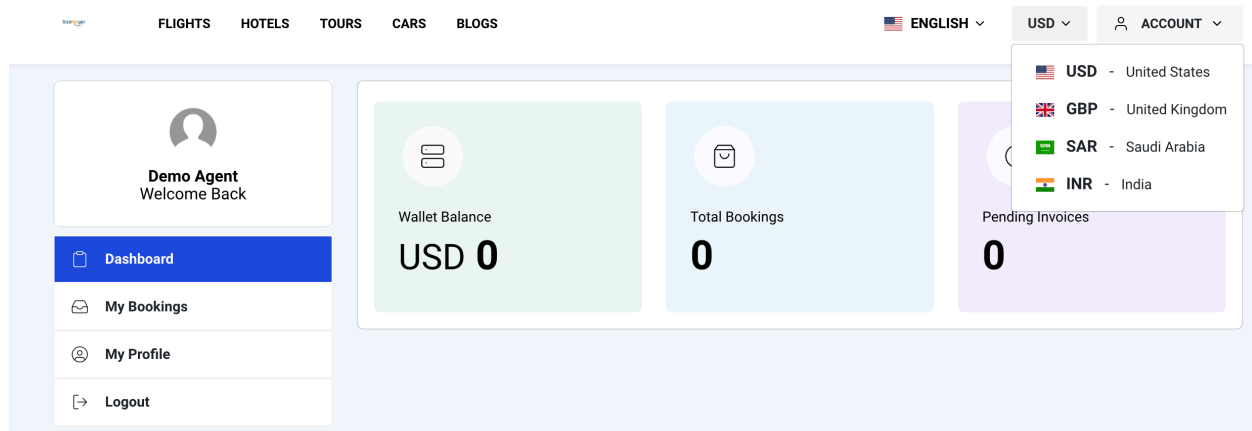 FLIGHTS HOTELS TOURS CARS BLOGS ENGLISH USD ACCOUNT
USD - United States
GBP - United Kingdom
SAR - Saudi Arabia
INR - India
Demo Agent
Welcome Back
Dashboard
My Bookings
My Profile
Logout
Wallet Balance
USD 0
Total Bookings
0
Pending Invoices
0